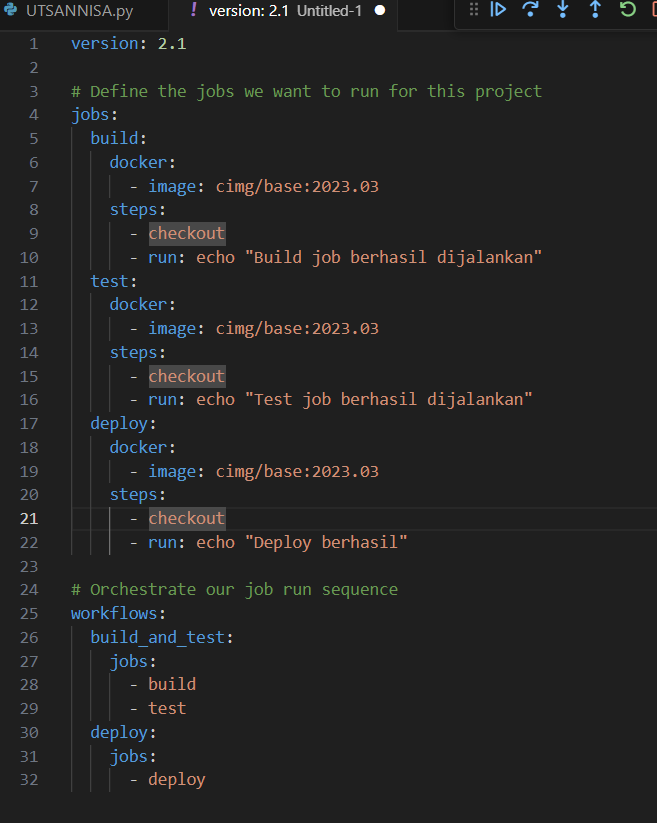 UTSANNISA.py ! version: 2.1 Untitled-1
1 version: 2.1
2
3 # Define the jobs we want to run for this project
4 jobs:
5   build:
6     docker:
7       - image: cimg/base:2023.03
8     steps:
9       - checkout
10       - run: echo "Build job berhasil dijalankan"
11   test:
12     docker:
13       - image: cimg/base:2023.03
14     steps:
15       - checkout
16       - run: echo "Test job berhasil dijalankan"
17   deploy:
18     docker:
19       - image: cimg/base:2023.03
20     steps:
21       - checkout
22       - run: echo "Deploy berhasil"
23
24 # Orchestrate our job run sequence
25 workflows:
26   build_and_test:
27     jobs:
28       - build
29       - test
30   deploy:
31     jobs:
32       - deploy